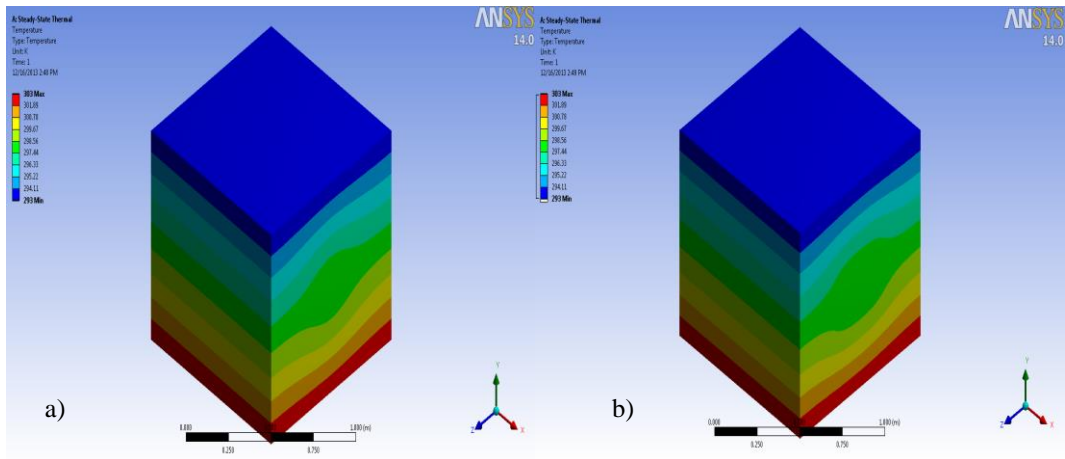 A: Steady-State Thermal
Temperature
Type: Temperature
Unit: K
Time: 1
12/16/2013 2:48 PM
303 Max
301.89
300.78
299.67
298.56
297.44
296.33
295.22
294.11
293 Min
ANSYS
14.0
a)
0.000
1.000 (m)
0.250
0.750
Y
Z
X
A: Steady-State Thermal
Temperature
Type: Temperature
Unit: K
Time: 1
12/16/2013 2:40 PM
303 Max
301.89
300.78
299.67
298.56
297.44
296.33
295.22
294.11
293 Min
ANSYS
14.0
b)
0.000
1.000 (m)
0.250
0.750
Y
Z
X